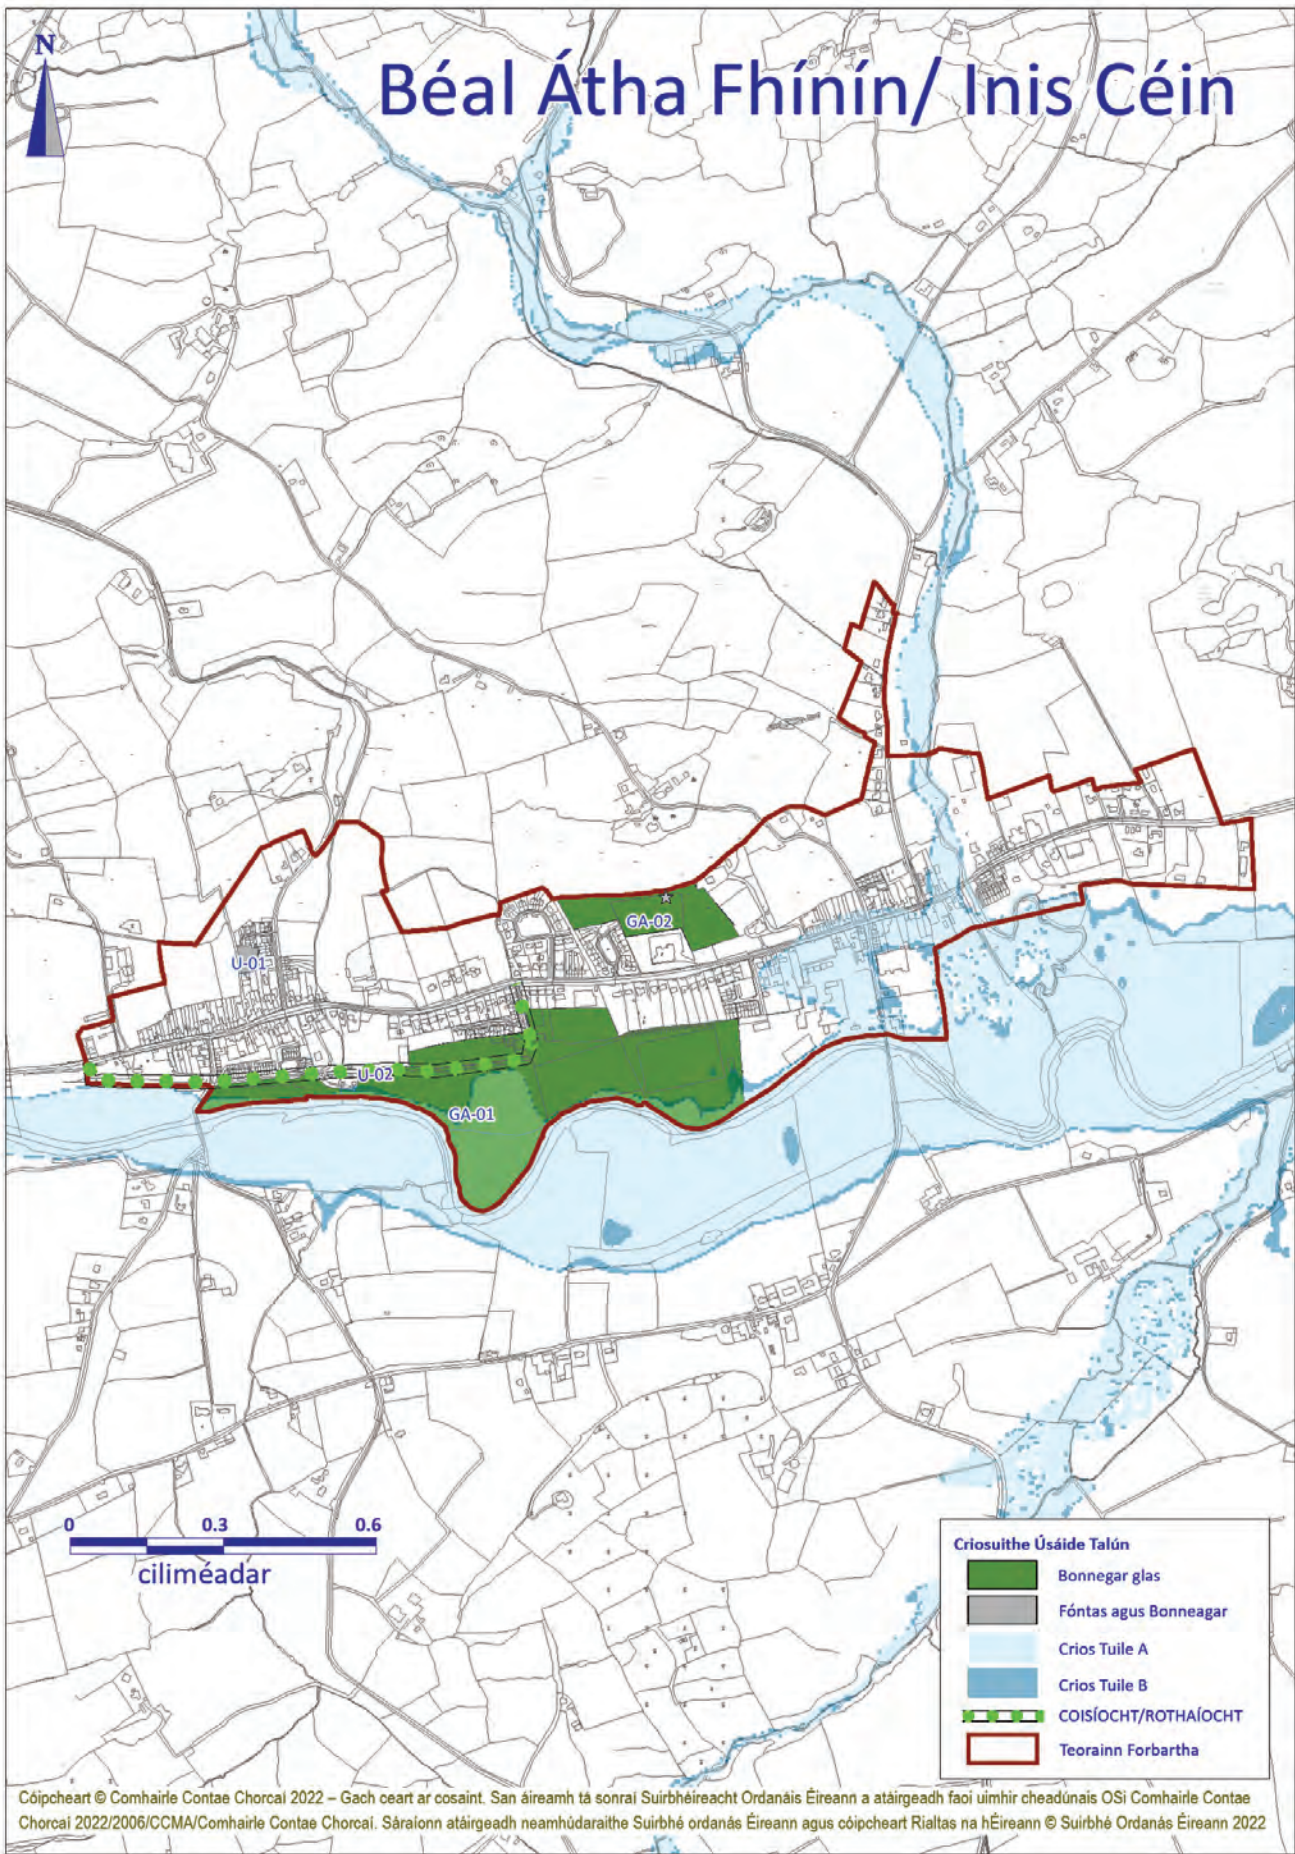 N
Béal Átha Fhínín/ Inis Céin
GA-02
U-01
U-02
GA-01
0 0.3 0.6
ciliméadar
Criosuithe Úsáide Talún
Bonnegar glas
Fóntas agus Bonneagar
Crios Tuile A
Crios Tuile B
COISÍOCHT/ROTHAÍOCHT
Teorainn Forbartha
Cóipcheart © Comhairle Contae Chorcaí 2022 – Gach ceart ar cosaint. San áireamh tá sonraí Suirbhéireacht Ordanáis Éireann a atáirgeadh faoi uimhir cheadúnais OSi Comhairle Contae
Chorcaí 2022/2006/CCMA/Comhairle Contae Chorcaí. Sáraíonn atáirgeadh neamhúdaraithe Suirbhé ordanás Éireann agus cóipcheart Rialtas na hÉireann © Suirbhé Ordanás Éireann 2022